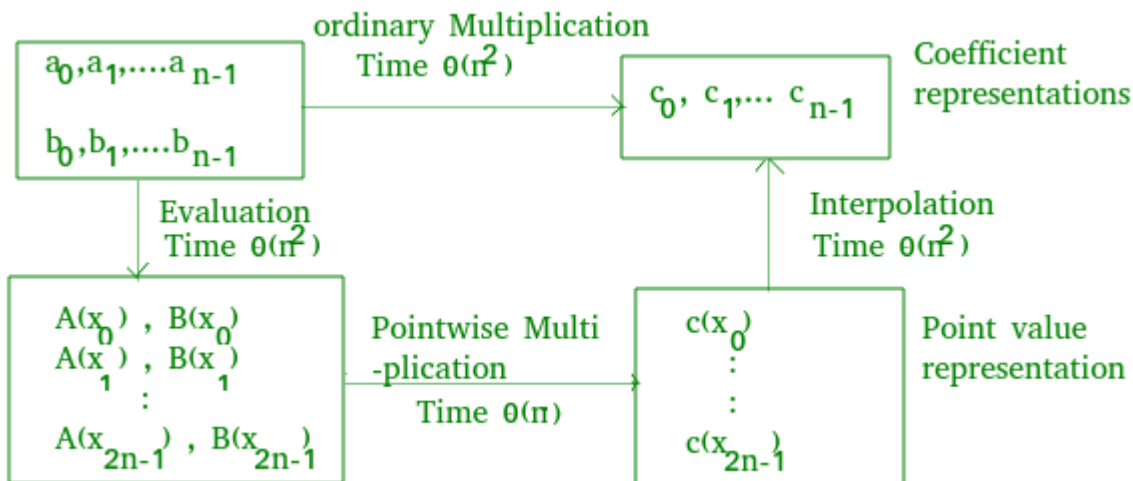 ordinary Multiplication
Time θ(n²)
a₀,a₁,....aₙ₋₁
b₀,b₁,....bₙ₋₁
c₀, c₁,... cₙ₋₁
Coefficient
representations
Evaluation
Time θ(n²)
Interpolation
Time θ(n²)
A(x₀) , B(x₀)
A(x₁) , B(x₁)
:
A(x₂ₙ₋₁) , B(x₂ₙ₋₁)
Pointwise Multi
-plication
Time θ(n)
c(x₀)
:
:
c(x₂ₙ₋₁)
Point value
representation